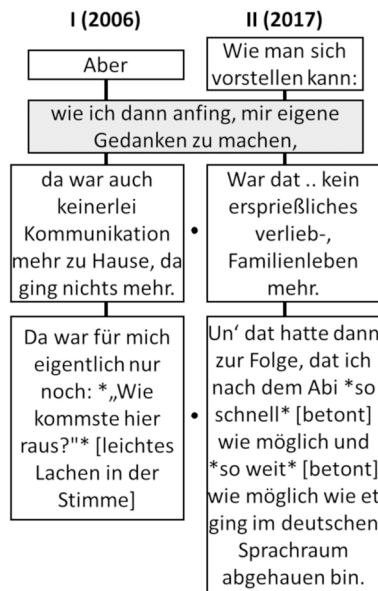 I (2006)
II (2017)
Aber
Wie man sich
vorstellen kann:
wie ich dann anfing, mir eigene
Gedanken zu machen,
da war auch
keinerlei
Kommunikation
mehr zu Hause, da
ging nichts mehr.
War dat .. kein
ersprießliches
verlieb-,
Familienleben
mehr.
Da war für mich
eigentlich nur
noch: *„Wie
kommste hier
raus?"* [leichtes
Lachen in der
Stimme]
Un‘ dat hatte dann
zur Folge, dat ich
nach dem Abi *so
schnell* [betont]
wie möglich und
*so weit* [betont]
wie möglich wie et
ging im deutschen
Sprachraum
abgehauen bin.